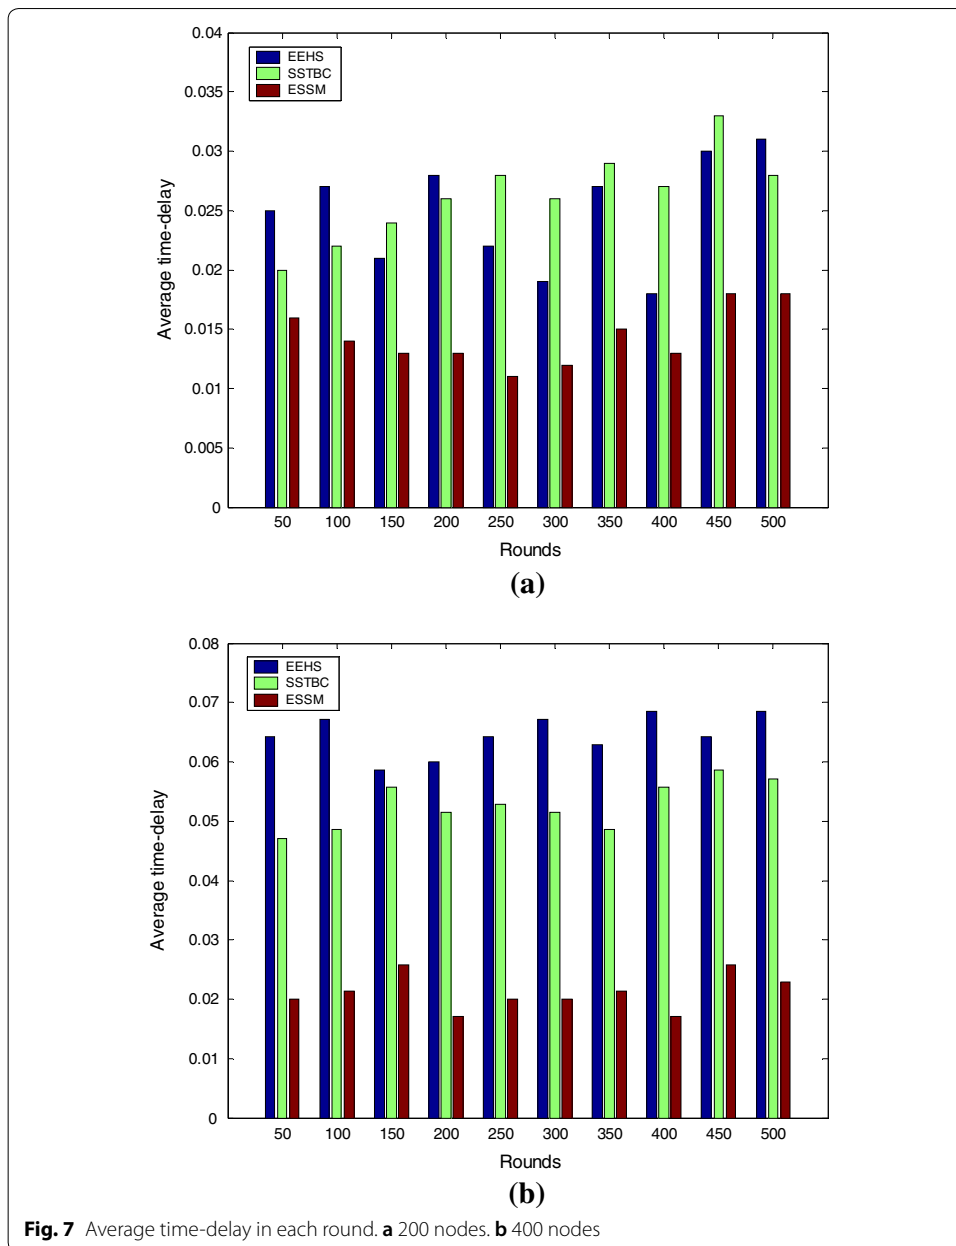 0.04
0.035
0.03
0.025
0.02
0.015
0.01
0.005
0
Average time-delay
EEHS
SSTBC
ESSM
50 100 150 200 250 300 350 400 450 500
Rounds
(a)
0.08
0.07
0.06
0.05
0.04
0.03
0.02
0.01
0
Average time-delay
EEHS
SSTBC
ESSM
50 100 150 200 250 300 350 400 450 500
Rounds
(b)
Fig. 7 Average time-delay in each round. a 200 nodes. b 400 nodes